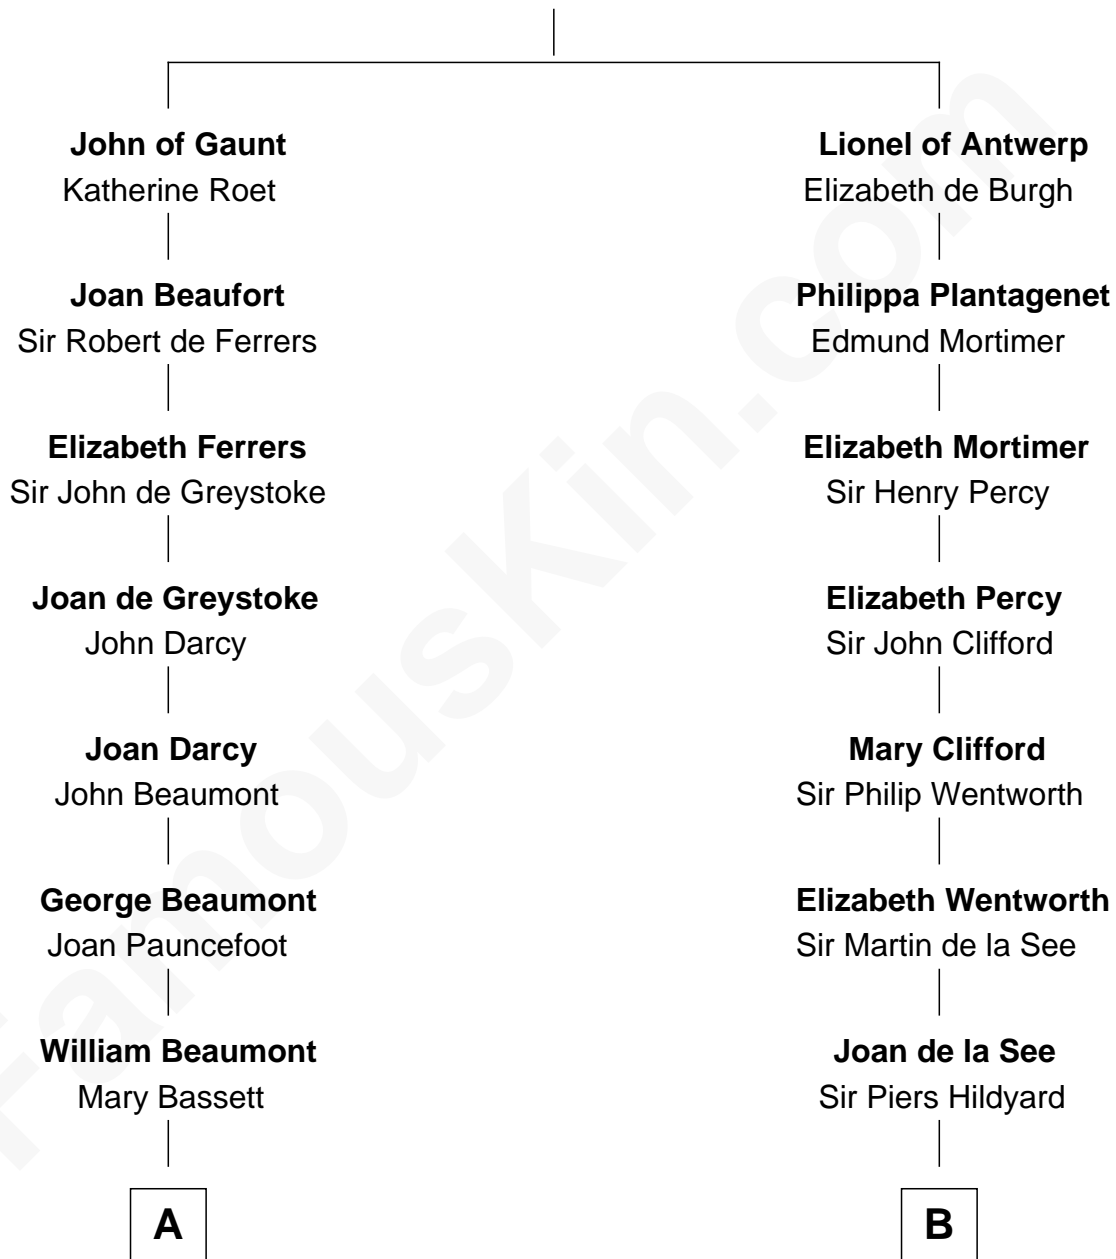 John of Gaunt
Katherine Roet
Joan Beaufort
Sir Robert de Ferrers
Elizabeth Ferrers
Sir John de Greystoke
Joan de Greystoke
John Darcy
Joan Darcy
John Beaumont
George Beaumont
Joan Pauncefoot
William Beaumont
Mary Bassett
A
Lionel of Antwerp
Elizabeth de Burgh
Philippa Plantagenet
Edmund Mortimer
Elizabeth Mortimer
Sir Henry Percy
Elizabeth Percy
Sir John Clifford
Mary Clifford
Sir Philip Wentworth
Elizabeth Wentworth
Sir Martin de la See
Joan de la See
Sir Piers Hildyard
B
FamousKin.com